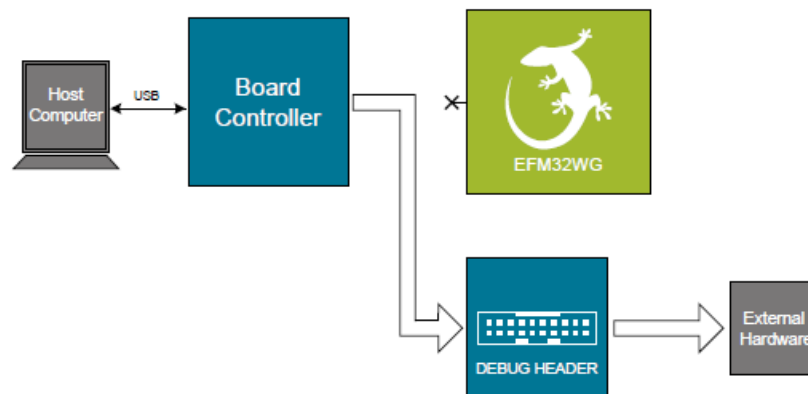 Host
Computer
USB
Board
Controller
EFM32WG
DEBUG HEADER
External
Hardware